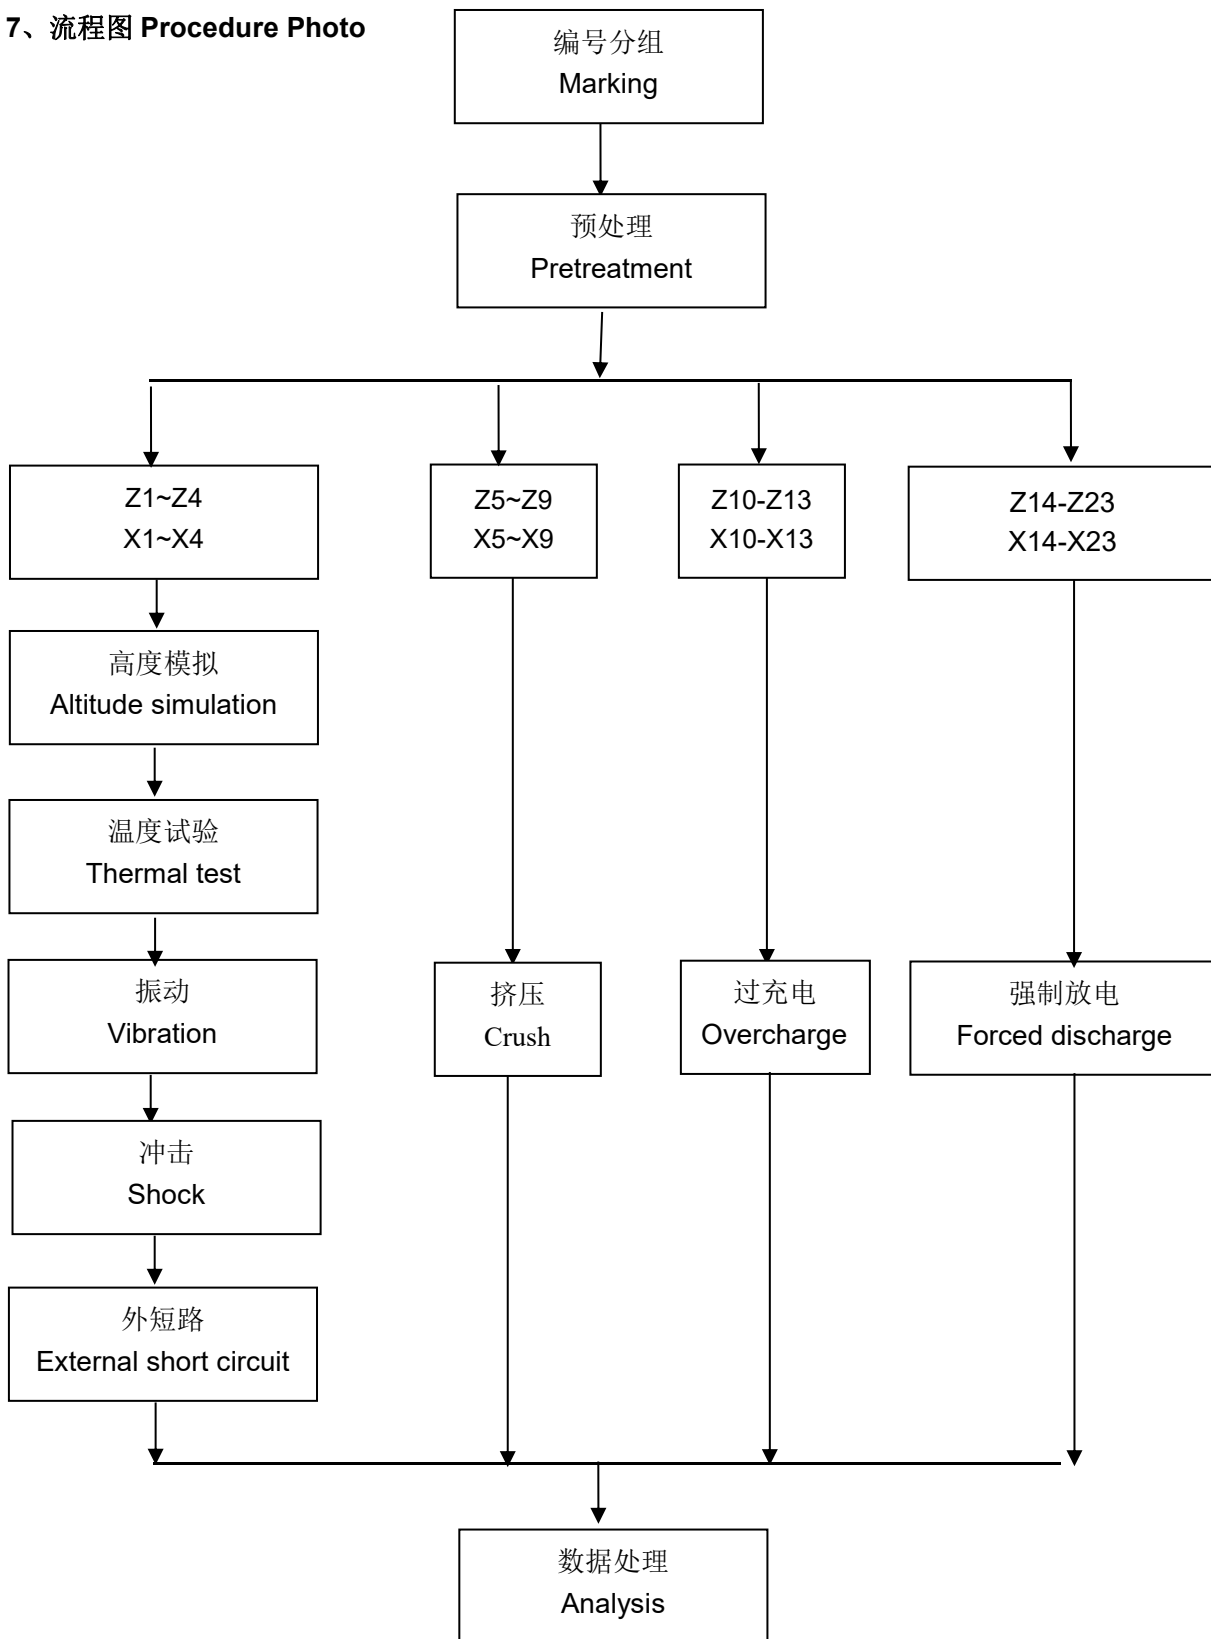 7、流程图 Procedure Photo
编号分组
Marking
预处理
Pretreatment
Z1~Z4
X1~X4
Z5~Z9
X5~X9
Z10-Z13
X10-X13
Z14-Z23
X14-X23
高度模拟
Altitude simulation
温度试验
Thermal test
振动
Vibration
挤压
Crush
过充电
Overcharge
强制放电
Forced discharge
冲击
Shock
外短路
External short circuit
数据处理
Analysis